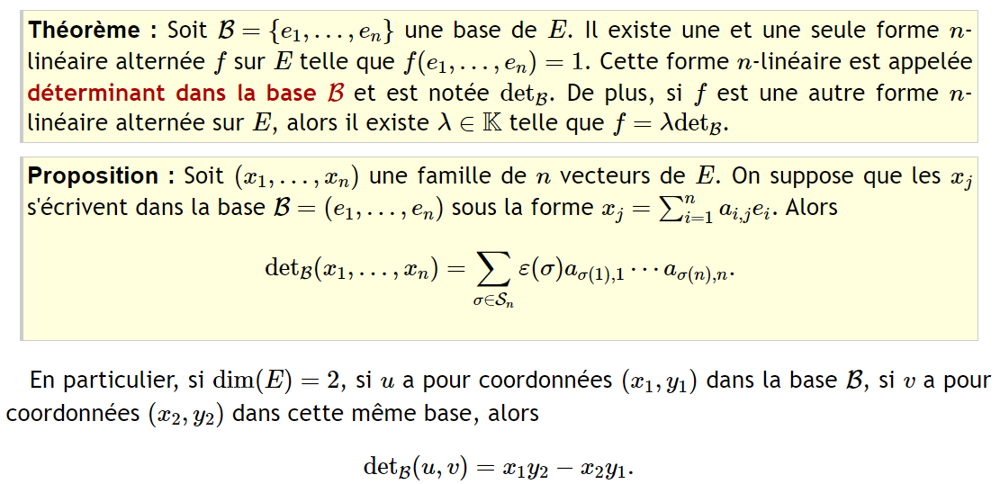 Théorème : Soit $\mathcal{B} = \{e_1, \ldots, e_n\}$ une base de $E$. Il existe une et une seule forme $n$-
linéaire alternée $f$ sur $E$ telle que $f(e_1, \ldots, e_n) = 1$. Cette forme $n$-linéaire est appelée
déterminant dans la base $\mathcal{B}$ et est notée $\det_{\mathcal{B}}$. De plus, si $f$ est une autre forme $n$-
linéaire alternée sur $E$, alors il existe $\lambda \in \mathbb{K}$ telle que $f = \lambda \det_{\mathcal{B}}$.
Proposition : Soit $(x_1, \ldots, x_n)$ une famille de $n$ vecteurs de $E$. On suppose que les $x_j$
s'écrivent dans la base $\mathcal{B} = (e_1, \ldots, e_n)$ sous la forme $x_j = \sum_{i=1}^{n} a_{i,j} e_i$. Alors
$\det_{\mathcal{B}}(x_1, \ldots, x_n) = \sum_{\sigma \in \mathcal{S}_n} \varepsilon(\sigma) a_{\sigma(1),1} \cdots a_{\sigma(n),n}.$
En particulier, si $\dim(E) = 2$, si $u$ a pour coordonnées $(x_1, y_1)$ dans la base $\mathcal{B}$, si $v$ a pour
coordonnées $(x_2, y_2)$ dans cette même base, alors
$\det_{\mathcal{B}}(u, v) = x_1 y_2 - x_2 y_1.$